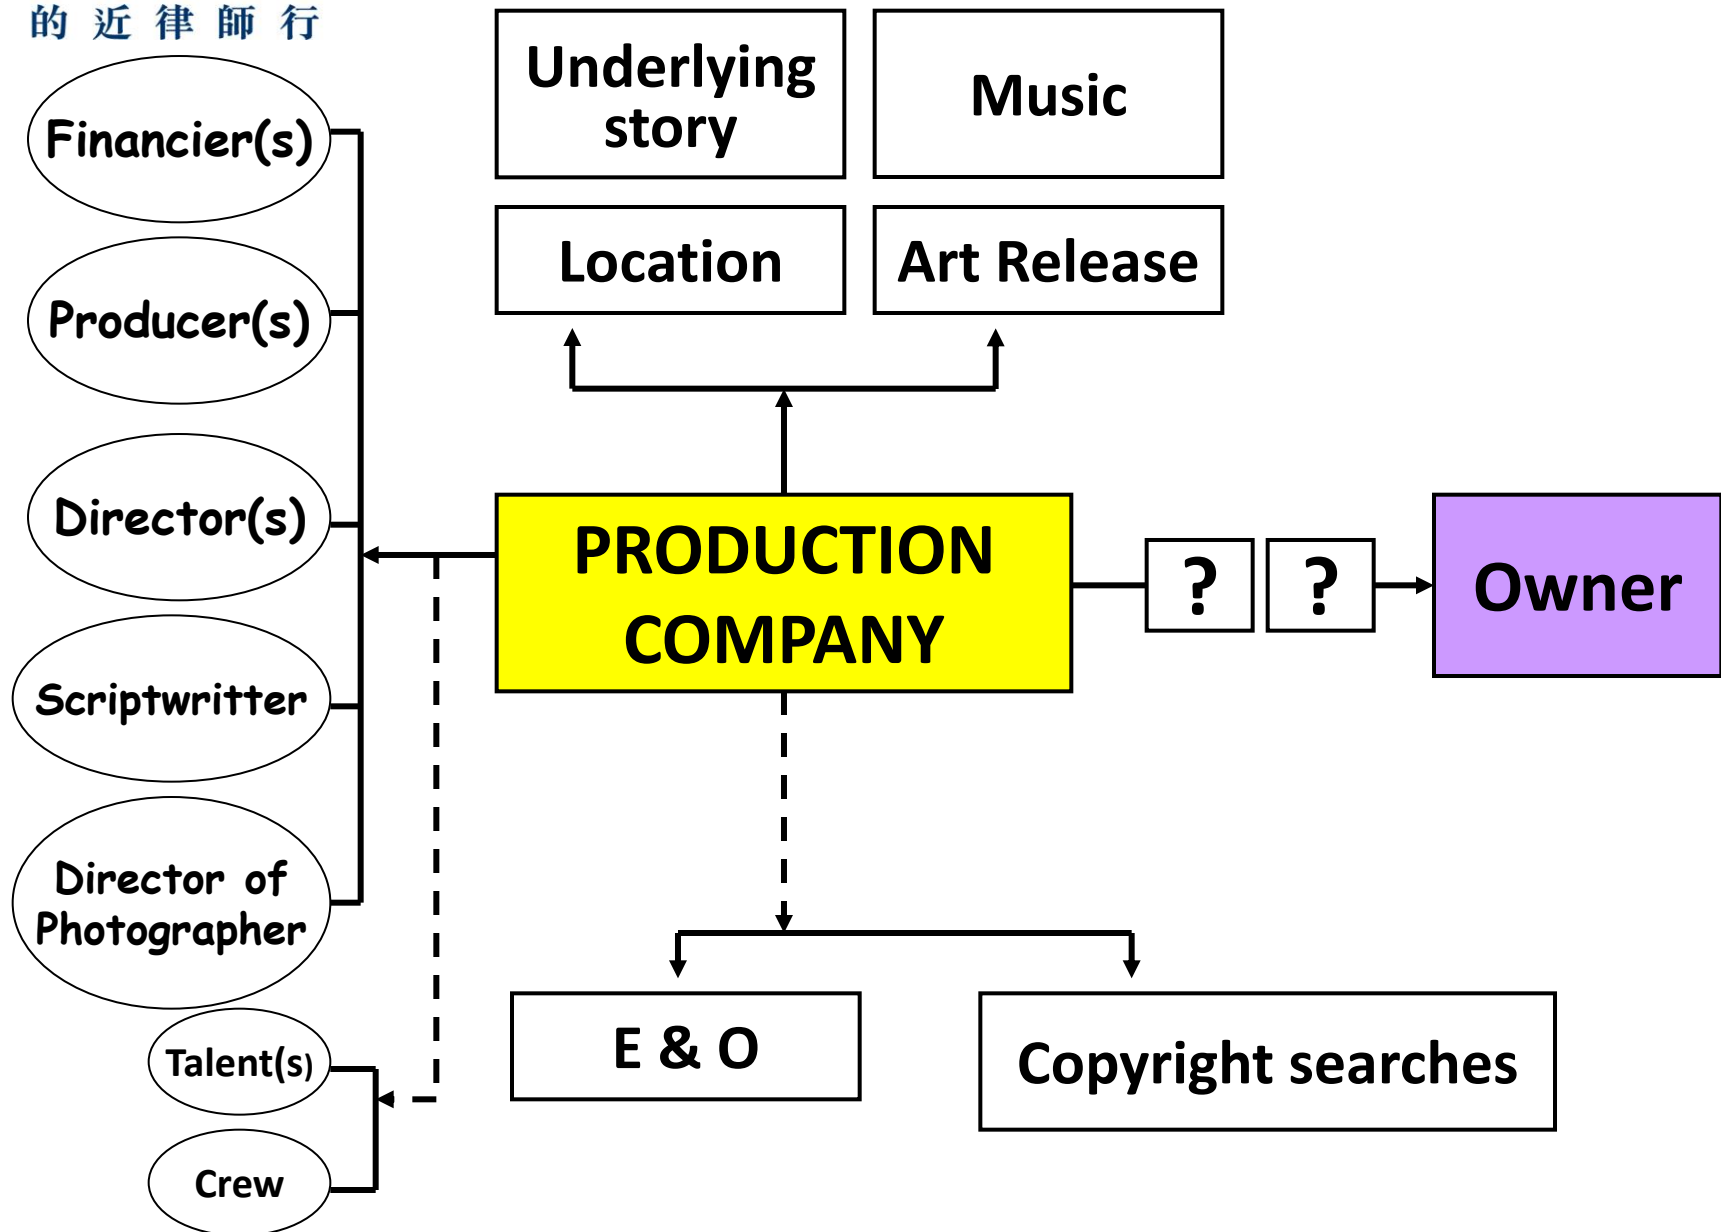 的近律師行
Financier(s)
Producer(s)
Director(s)
Scriptwritter
Director of
Photographer
Talent(s)
Crew
Underlying
story
Music
Location
Art Release
PRODUCTION
COMPANY
?
?
Owner
E & O
Copyright searches